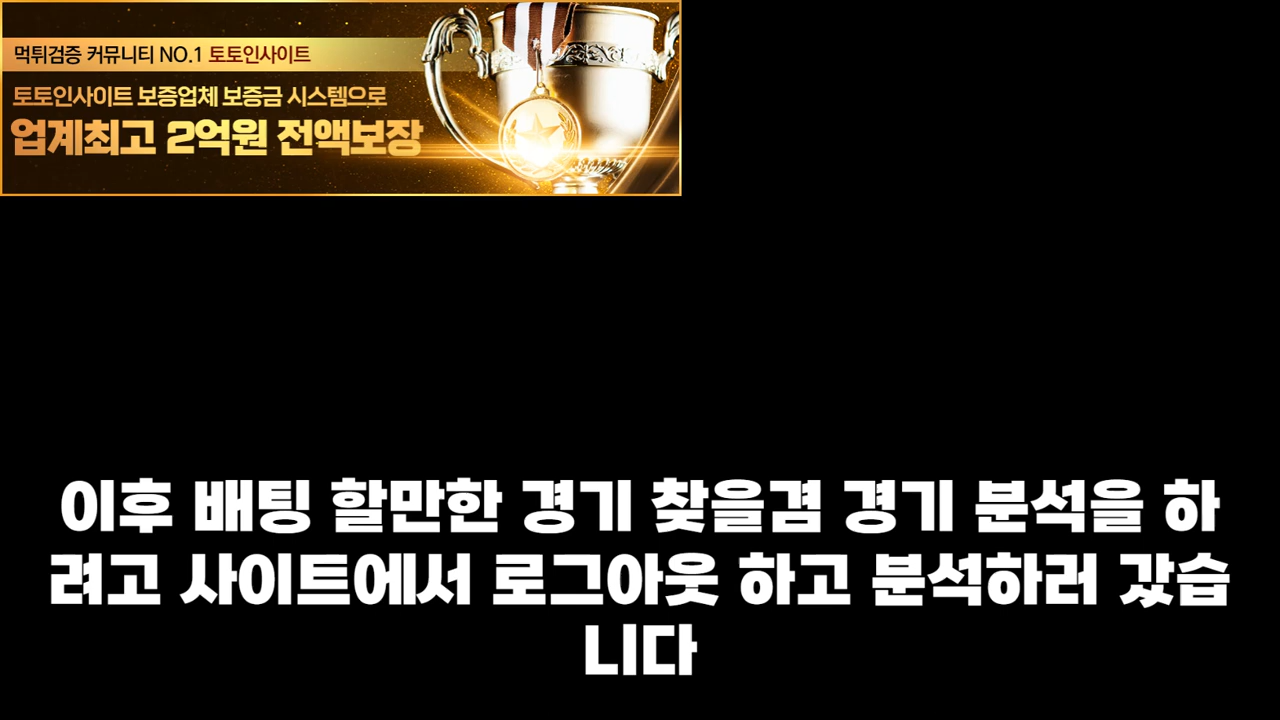 먹튀검증 커뮤니티 NO.1 토토인사이트
토토인사이트 보증업체 보증금 시스템으로
업계최고 2억원 전액보장
이후 배팅 할만한 경기 찾을겸 경기 분석을 하
려고 사이트에서 로그아웃 하고 분석하러 갔습
니다